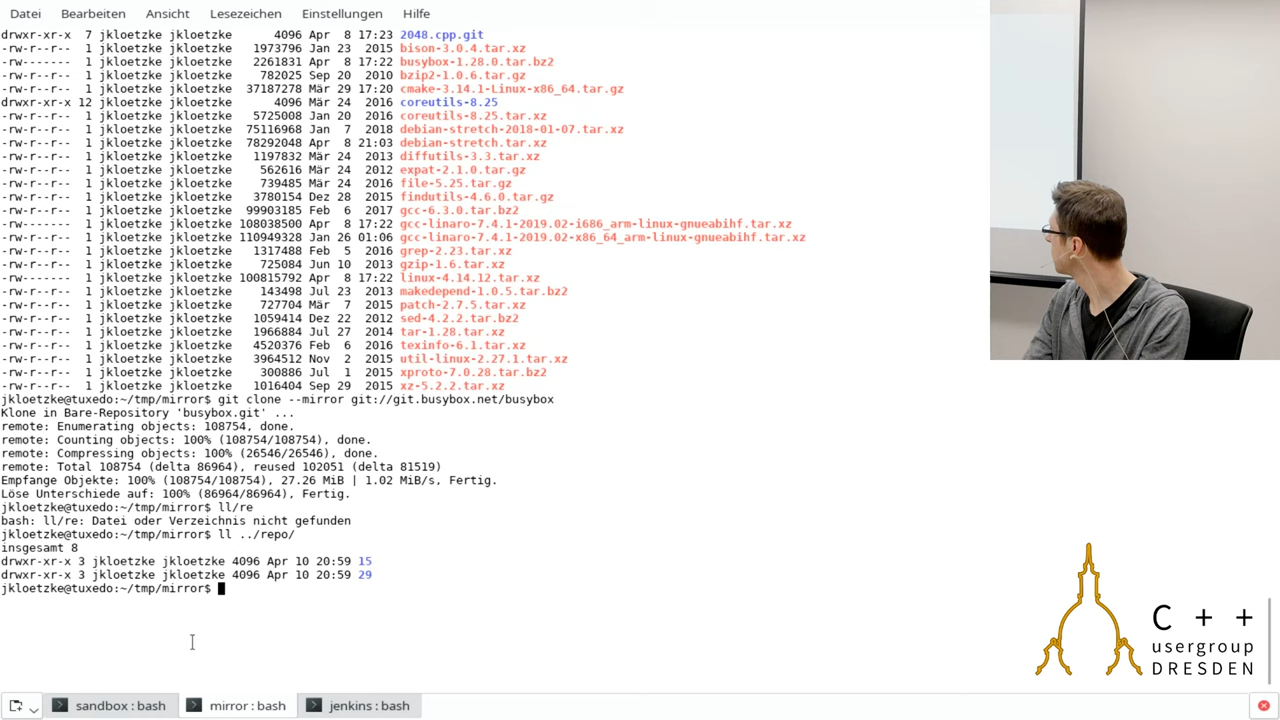 Datei Bearbeiten Ansicht Lesezeichen Einstellungen Hilfe
drwxr-xr-x 7 jkloetzke jkloetzke 4096 Apr 8 17:23 2048.cpp.git
-rw-r--r-- 1 jkloetzke jkloetzke 1973796 Jan 23 2015 bison-3.0.4.tar.xz
-rw------- 1 jkloetzke jkloetzke 2261831 Apr 8 17:22 busybox-1.28.0.tar.bz2
-rw-r--r-- 1 jkloetzke jkloetzke 782025 Sep 20 2010 bzip2-1.0.6.tar.gz
-rw-r--r-- 1 jkloetzke jkloetzke 37187278 Mär 29 17:20 cmake-3.14.1-Linux-x86_64.tar.gz
drwxr-xr-x 12 jkloetzke jkloetzke 4096 Mär 24 2016 coreutils-8.25
-rw-r--r-- 1 jkloetzke jkloetzke 5725008 Jan 20 2016 coreutils-8.25.tar.xz
-rw-r--r-- 1 jkloetzke jkloetzke 75116968 Jan 7 2018 debian-stretch-2018-01-07.tar.xz
-rw-r--r-- 1 jkloetzke jkloetzke 78292048 Apr 8 21:03 debian-stretch.tar.xz
-rw-r--r-- 1 jkloetzke jkloetzke 1197832 Mär 24 2013 diffutils-3.3.tar.xz
-rw-r--r-- 1 jkloetzke jkloetzke 562616 Mär 24 2012 expat-2.1.0.tar.gz
-rw-r--r-- 1 jkloetzke jkloetzke 739485 Mär 24 2016 file-5.25.tar.gz
-rw-r--r-- 1 jkloetzke jkloetzke 3780154 Dez 28 2015 findutils-4.6.0.tar.gz
-rw-r--r-- 1 jkloetzke jkloetzke 99903185 Feb 6 2017 gcc-6.3.0.tar.bz2
-rw------- 1 jkloetzke jkloetzke 108038500 Apr 8 17:22 gcc-linaro-7.4.1-2019.02-i686_arm-linux-gnueabihf.tar.xz
-rw-r--r-- 1 jkloetzke jkloetzke 110949328 Jan 26 01:06 gcc-linaro-7.4.1-2019.02-x86_64_arm-linux-gnueabihf.tar.xz
-rw-r--r-- 1 jkloetzke jkloetzke 1317488 Feb 5 2016 grep-2.23.tar.xz
-rw-r--r-- 1 jkloetzke jkloetzke 725084 Jun 10 2013 gzip-1.6.tar.xz
-rw------- 1 jkloetzke jkloetzke 100815792 Apr 8 17:22 linux-4.14.12.tar.xz
-rw-r--r-- 1 jkloetzke jkloetzke 143498 Jul 23 2013 makedepend-1.0.5.tar.bz2
-rw-r--r-- 1 jkloetzke jkloetzke 727704 Mär 7 2015 patch-2.7.5.tar.xz
-rw-r--r-- 1 jkloetzke jkloetzke 1059414 Dez 22 2012 sed-4.2.2.tar.bz2
-rw-r--r-- 1 jkloetzke jkloetzke 1966884 Jul 27 2014 tar-1.28.tar.xz
-rw-r--r-- 1 jkloetzke jkloetzke 4520376 Feb 6 2016 texinfo-6.1.tar.xz
-rw-r--r-- 1 jkloetzke jkloetzke 3964512 Nov 2 2015 util-linux-2.27.1.tar.xz
-rw-r--r-- 1 jkloetzke jkloetzke 300886 Jul 1 2015 xproto-7.0.28.tar.bz2
-rw-r--r-- 1 jkloetzke jkloetzke 1016404 Sep 29 2015 xz-5.2.2.tar.xz
jkloetzke@tuxedo:~/tmp/mirror$ git clone --mirror git://git.busybox.net/busybox
Klone in Bare-Repository 'busybox.git' ...
remote: Enumerating objects: 108754, done.
remote: Counting objects: 100% (108754/108754), done.
remote: Compressing objects: 100% (26546/26546), done.
remote: Total 108754 (delta 86964), reused 102051 (delta 81519)
Empfange Objekte: 100% (108754/108754), 27.26 MiB | 1.02 MiB/s, Fertig.
Löse Unterschiede auf: 100% (86964/86964), Fertig.
jkloetzke@tuxedo:~/tmp/mirror$ ll/re
bash: ll/re: Datei oder Verzeichnis nicht gefunden
jkloetzke@tuxedo:~/tmp/mirror$ ll ../repo/
insgesamt 8
drwxr-xr-x 3 jkloetzke jkloetzke 4096 Apr 10 20:59 15
drwxr-xr-x 3 jkloetzke jkloetzke 4096 Apr 10 20:59 29
jkloetzke@tuxedo:~/tmp/mirror$
C + +
usergroup
DRESDEN
sandbox : bash mirror : bash jenkins : bash